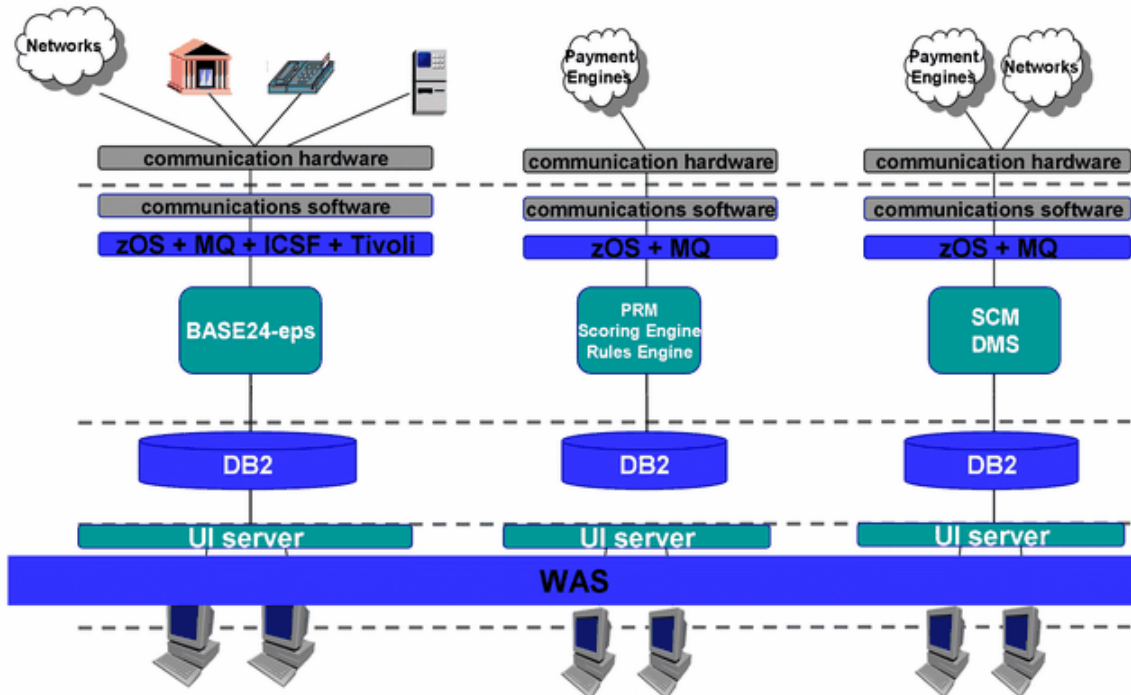 Networks
Payment
Engines
Payment
Engines
Networks
communication hardware
communication hardware
communication hardware
communications software
communications software
communications software
zOS + MQ + ICSF + Tivoli
zOS + MQ
zOS + MQ
BASE24-eps
PRM
Scoring Engine
Rules Engine
SCM
DMS
DB2
DB2
DB2
UI server
UI server
UI server
WAS